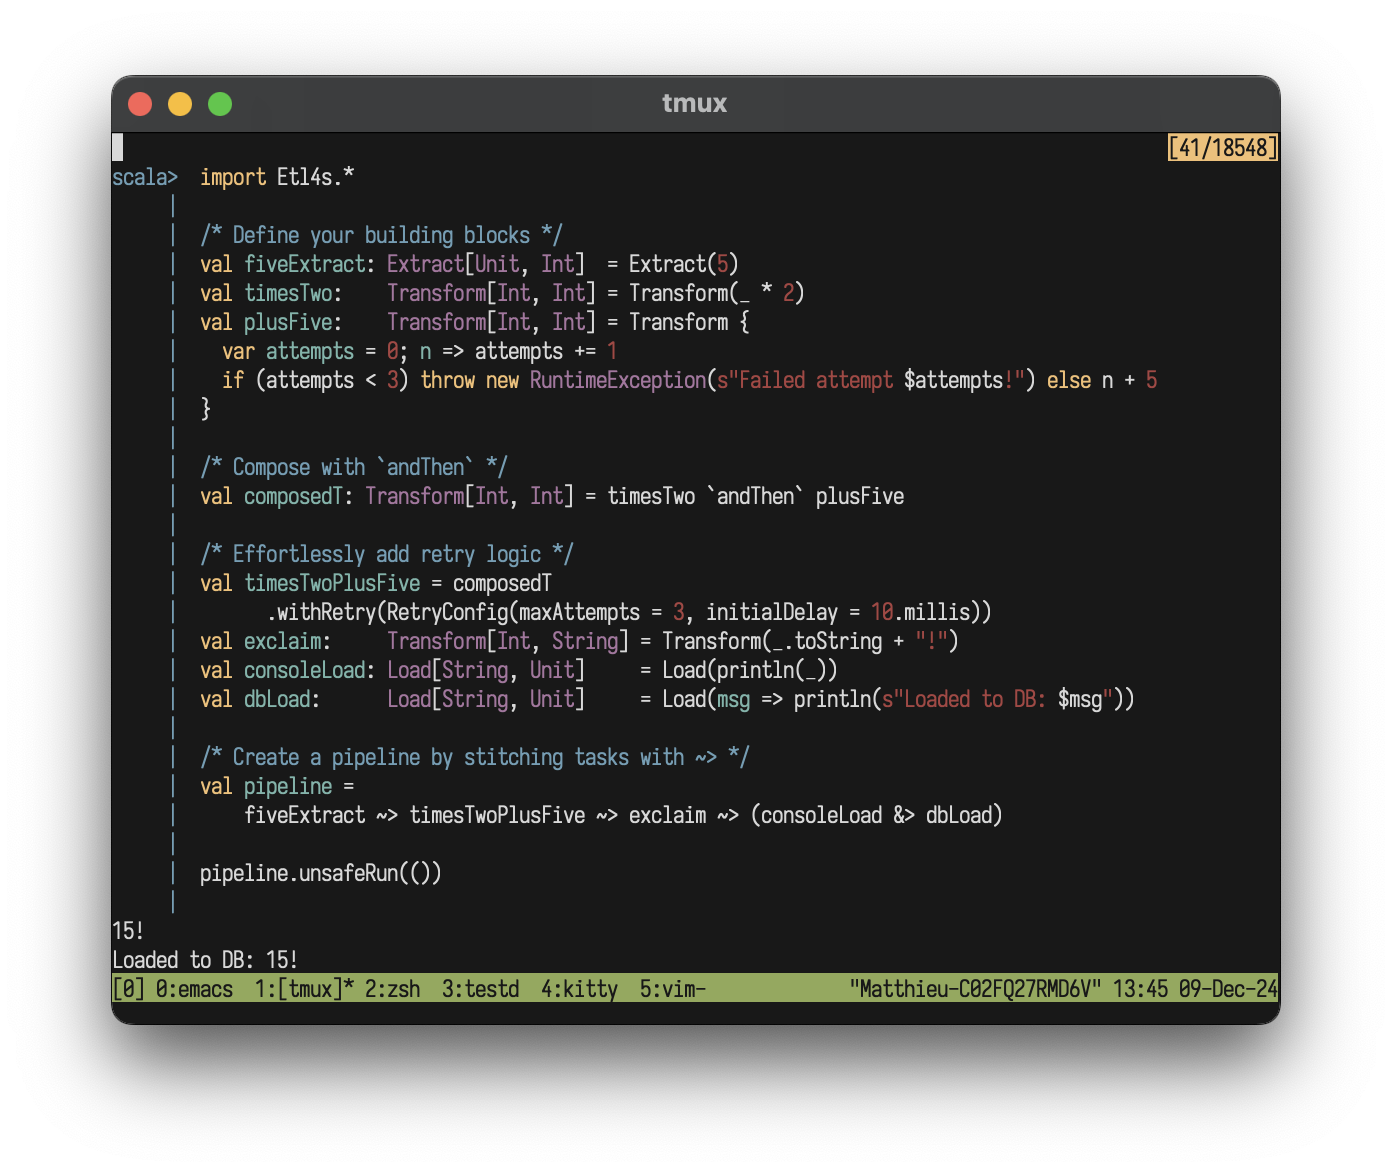 tmux
[41/18548]
scala>  import Etl4s.*
     |
     |  /* Define your building blocks */
     |  val fiveExtract: Extract[Unit, Int]  = Extract(5)
     |  val timesTwo:    Transform[Int, Int] = Transform(_ * 2)
     |  val plusFive:    Transform[Int, Int] = Transform {
     |    var attempts = 0; n => attempts += 1
     |    if (attempts < 3) throw new RuntimeException(s"Failed attempt $attempts!") else n + 5
     |  }
     |
     |  /* Compose with `andThen` */
     |  val composedT: Transform[Int, Int] = timesTwo `andThen` plusFive
     |
     |  /* Effortlessly add retry logic */
     |  val timesTwoPlusFive = composedT
     |        .withRetry(RetryConfig(maxAttempts = 3, initialDelay = 10.millis))
     |  val exclaim:     Transform[Int, String] = Transform(_.toString + "!")
     |  val consoleLoad: Load[String, Unit]     = Load(println(_))
     |  val dbLoad:      Load[String, Unit]     = Load(msg => println(s"Loaded to DB: $msg"))
     |
     |  /* Create a pipeline by stitching tasks with ~> */
     |  val pipeline =
     |      fiveExtract ~> timesTwoPlusFive ~> exclaim ~> (consoleLoad &> dbLoad)
     |
     |  pipeline.unsafeRun(())
     |
15!
Loaded to DB: 15!
[0] 0:emacs  1:[tmux]* 2:zsh  3:testd  4:kitty  5:vim-             "Matthieu-C02FQ27RMD6V" 13:45 09-Dec-24